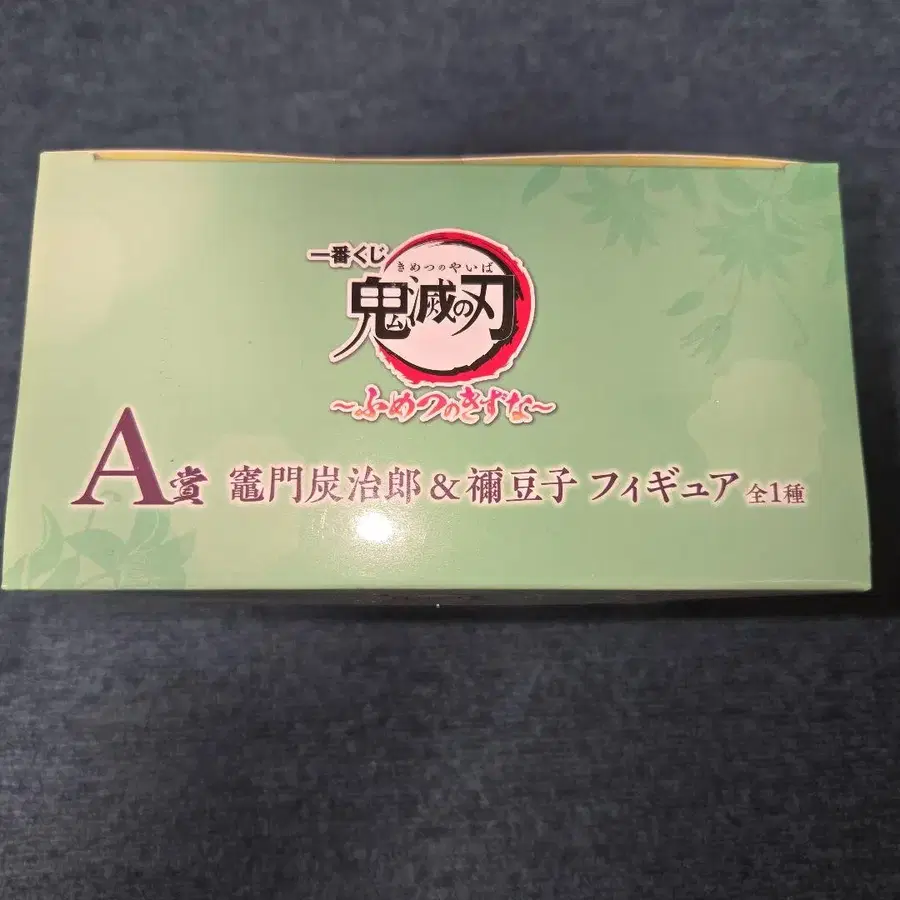 一番くじ
きめつのやいば
鬼滅の刃
～ふめつのきずな～
A賞 竈門炭治郎＆禰豆子 フィギュア 全1種